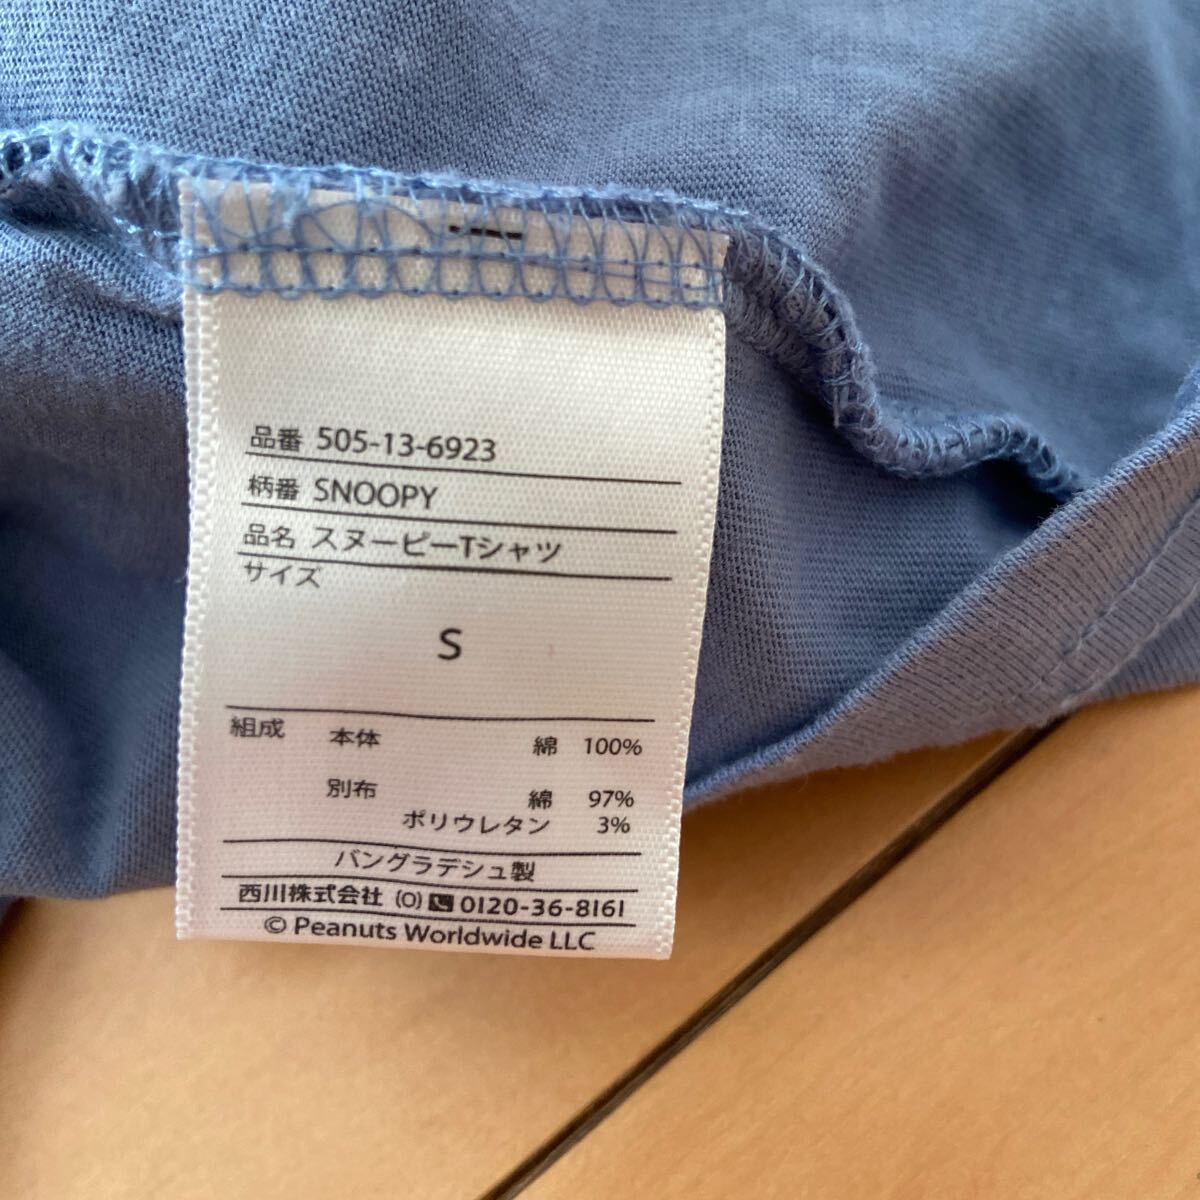 品番 505-13-6923
柄番 SNOOPY
品名 スヌーピーTシャツ
サイズ
S
組成 本体 綿 100%
別布 綿 97%
ポリウレタン 3%
バングラデシュ製
西川株式会社 (O) ☎0120-36-8161
© Peanuts Worldwide LLC